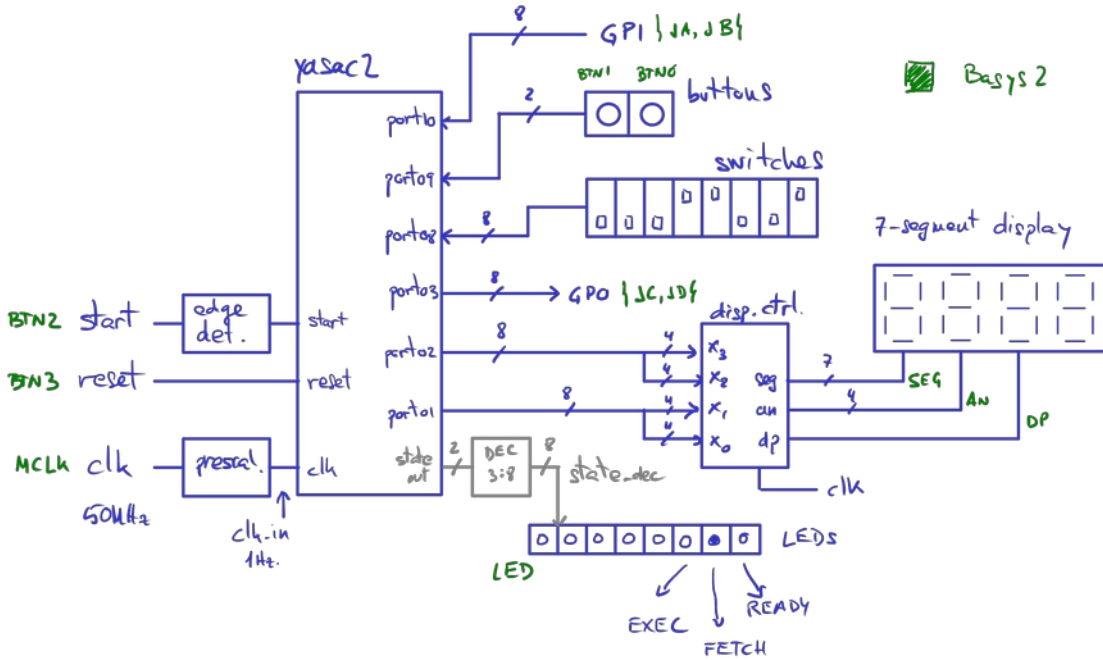 8
GPI {JA, JB}
yasac2
BTN1 BTN0
Basys2
2
buttons
port10
switches
port09
8
port08
7-segment display
8
port03
GPO {JC, JD}
disp.ctrl.
BTN2 start
edge
det.
start
8
port02
4
x3
4
x2
seg
7
SEG
BTN3 reset
reset
port01
8
4
x1
an
4
AN
4
x0
dp
DP
MCLK clk
prescal.
clk
state
out
2
DEC
3:8
8
state_dec
clk
50MHz
clk_in
1Hz.
LEDS
LED
READY
EXEC
FETCH